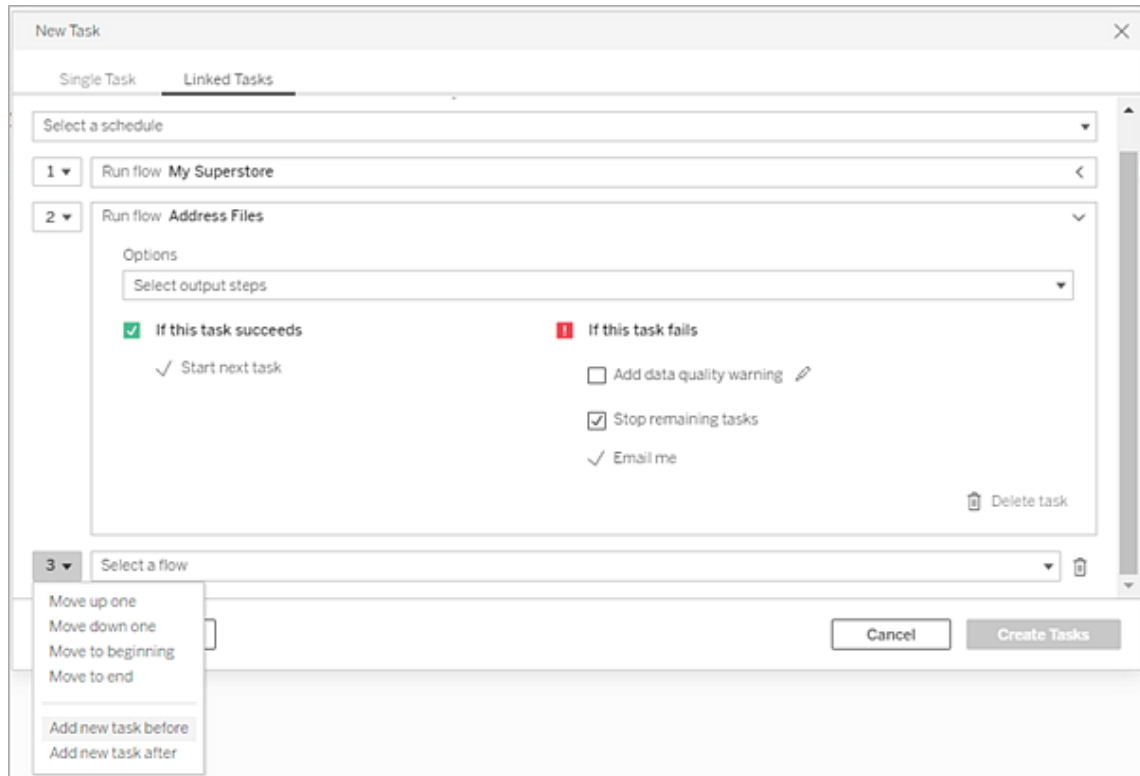 New Task
Single Task Linked Tasks
Select a schedule
1 Run flow My Superstore
2 Run flow Address Files
Options
Select output steps
If this task succeeds If this task fails
Start next task
Add data quality warning
Stop remaining tasks
Email me
Delete task
3 Select a flow
Move up one
Move down one
Move to beginning
Move to end
Cancel Create Tasks
Add new task before
Add new task after